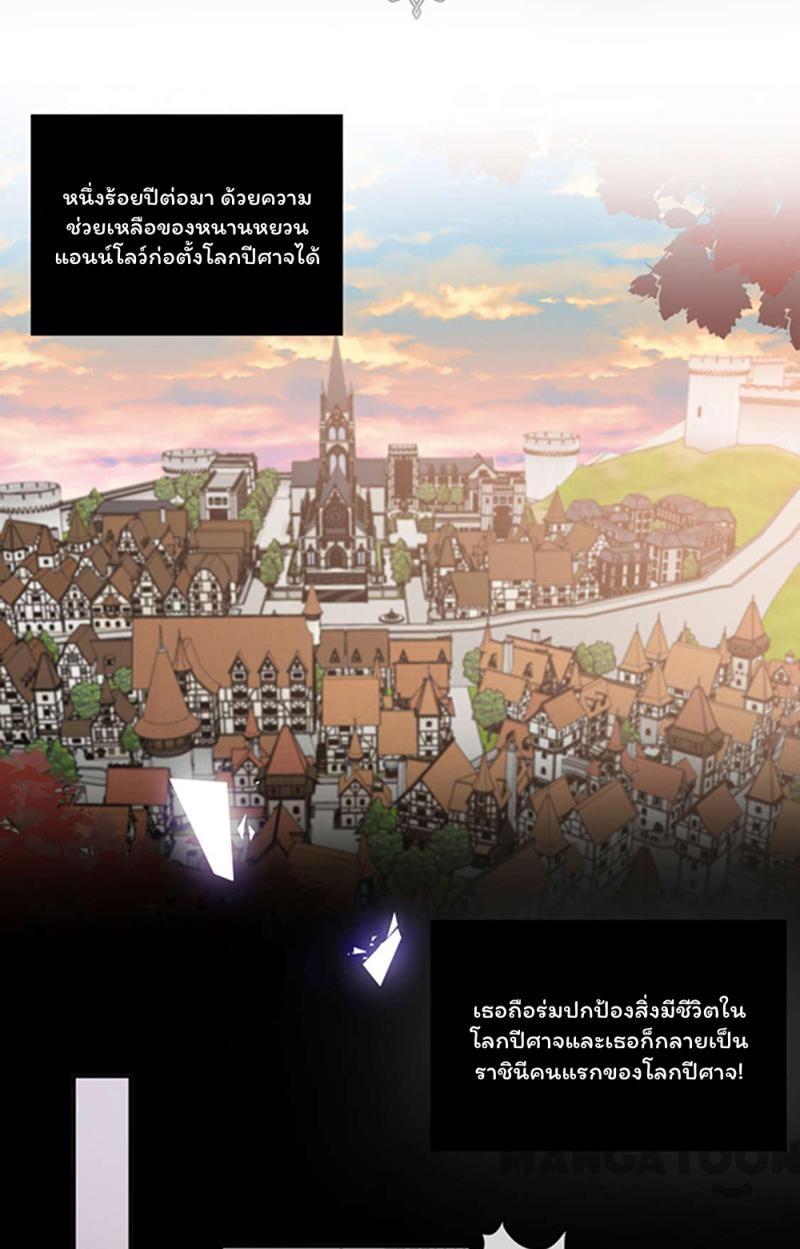 หนึ่งร้อยปีต่อมา ด้วยความ
ช่วยเหลือของหนานหยวน
แอนน์โลว์ก่อตั้งโลกปีศาจได้
เธอถือร่มปกป้องสิ่งมีชีวิตใน
โลกปีศาจและเธอก็กลายเป็น
ราชินีคนแรกของโลกปีศาจ!
MANGATOON